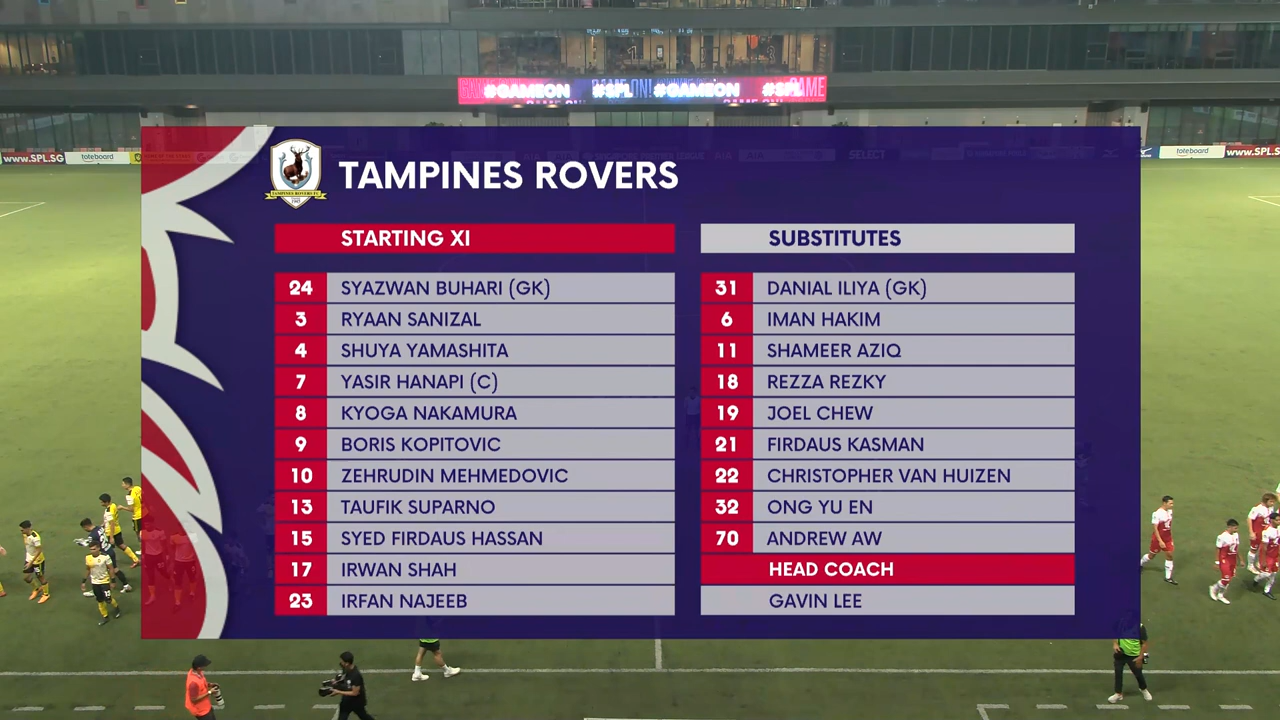 #GAMEON #SPL #GAMEON #SPL
www.SPL.SG toteboard
toteboard www.SPL.S
TAMPINES ROVERS
TAMPINES ROVERS FC
STARTING XI
24 SYAZWAN BUHARI (GK)
3 RYAAN SANIZAL
4 SHUYA YAMASHITA
7 YASIR HANAPI (C)
8 KYOGA NAKAMURA
9 BORIS KOPITOVIC
10 ZEHRUDIN MEHMEDOVIC
13 TAUFIK SUPARNO
15 SYED FIRDAUS HASSAN
17 IRWAN SHAH
23 IRFAN NAJEEB
SUBSTITUTES
31 DANIAL ILIYA (GK)
6 IMAN HAKIM
11 SHAMEER AZIQ
18 REZZA REZKY
19 JOEL CHEW
21 FIRDAUS KASMAN
22 CHRISTOPHER VAN HUIZEN
32 ONG YU EN
70 ANDREW AW
HEAD COACH
GAVIN LEE